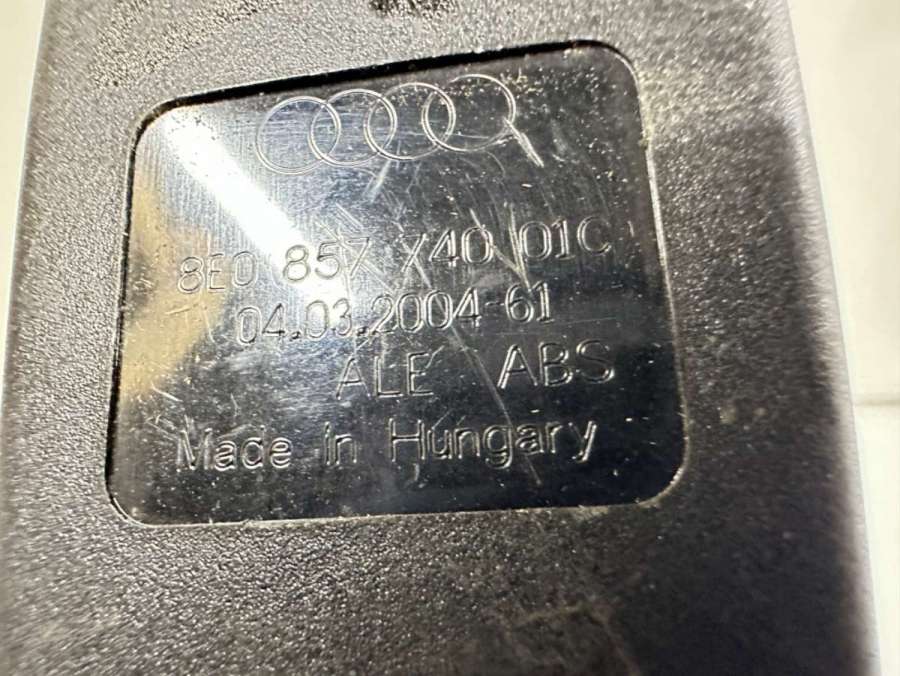 8E0 857 X40 01C
04.03.2004-61
ALE ABS
Made in Hungary